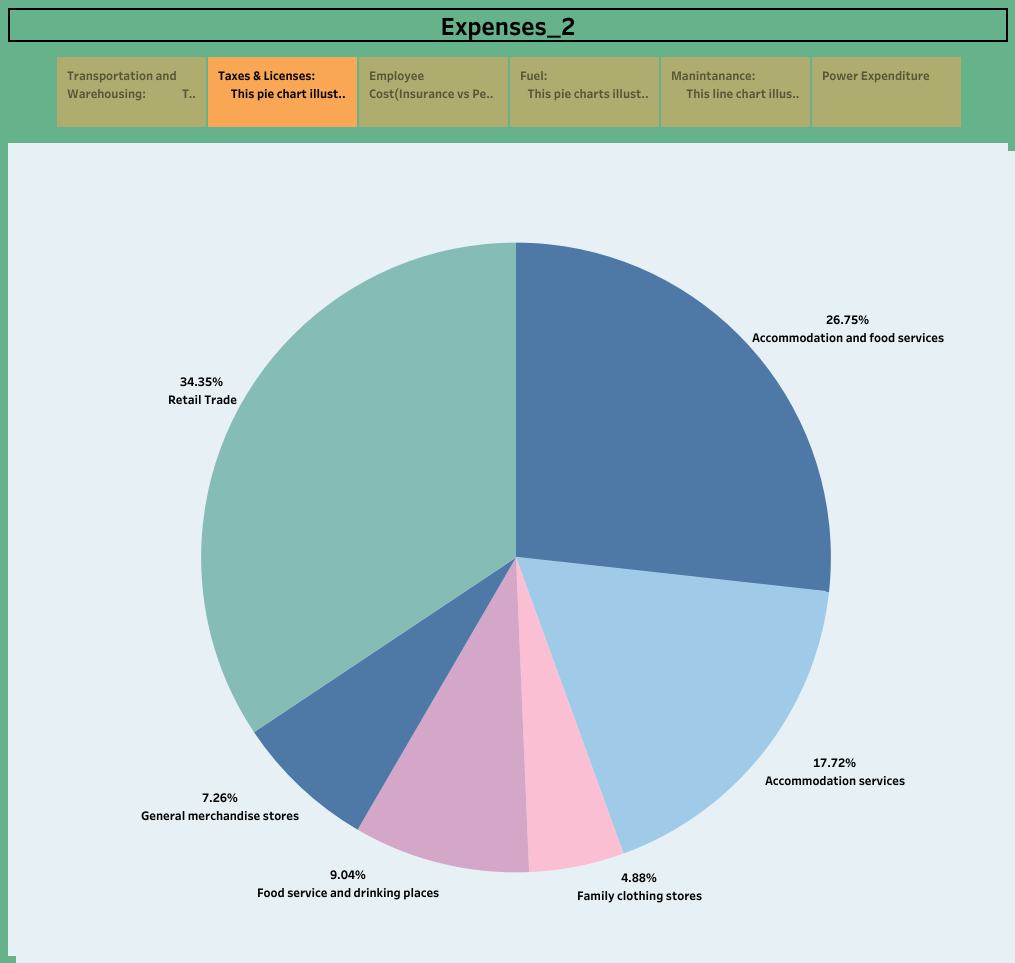 Expenses_2
Transportation and
Warehousing: T..
Taxes & Licenses:
This pie chart illust..
Employee
Cost(Insurance vs Pe..
Fuel:
This pie charts illust..
Manintanance:
This line chart illus..
Power Expenditure
26.75%
Accommodation and food services
34.35%
Retail Trade
17.72%
Accommodation services
7.26%
General merchandise stores
9.04%
Food service and drinking places
4.88%
Family clothing stores